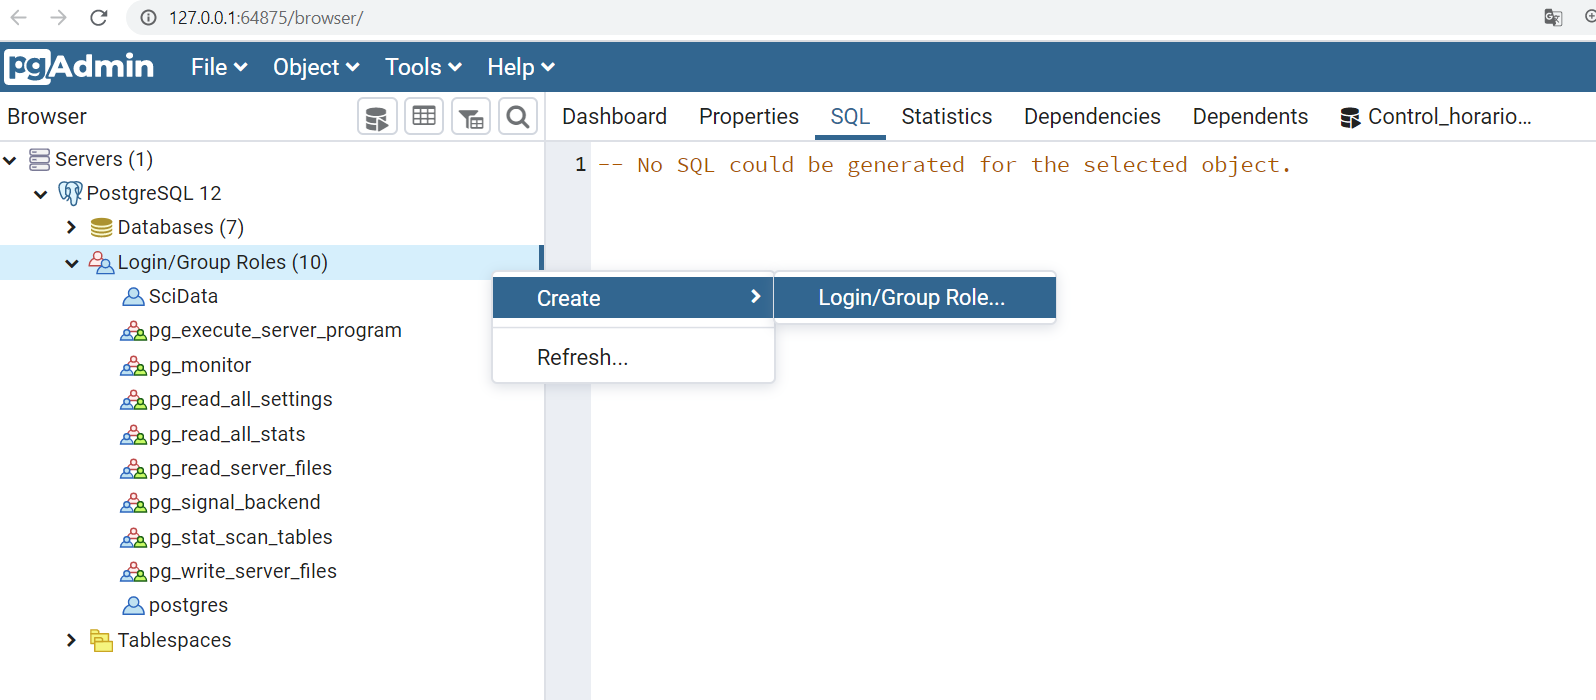 127.0.0.1:64875/browser/
pgAdmin File Object Tools Help
Browser
Dashboard Properties SQL Statistics Dependencies Dependents Control_horario...
Servers (1)
PostgreSQL 12
Databases (7)
Login/Group Roles (10)
SciData
pg_execute_server_program
pg_monitor
pg_read_all_settings
pg_read_all_stats
pg_read_server_files
pg_signal_backend
pg_stat_scan_tables
pg_write_server_files
postgres
Tablespaces
1 -- No SQL could be generated for the selected object.
Create
Login/Group Role...
Refresh...